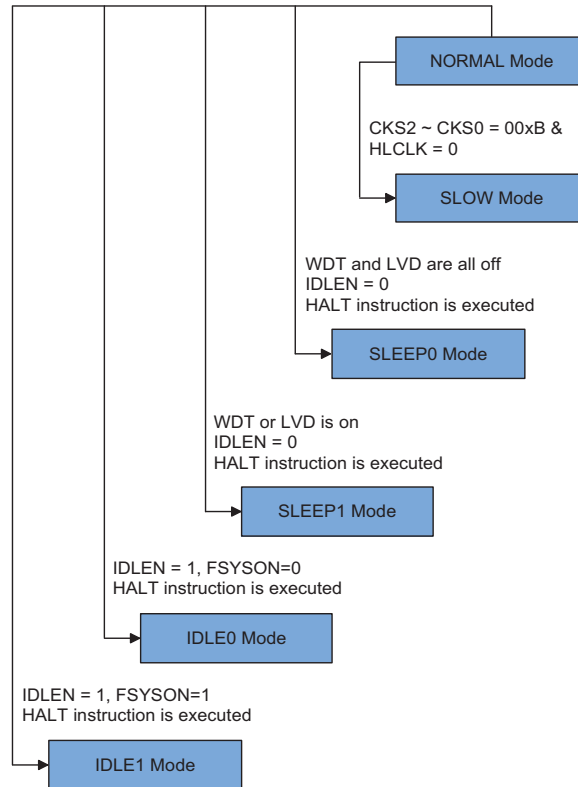 NORMAL Mode
CKS2 ~ CKS0 = 00xB &
HLCLK = 0
SLOW Mode
WDT and LVD are all off
IDLEN = 0
HALT instruction is executed
SLEEP0 Mode
WDT or LVD is on
IDLEN = 0
HALT instruction is executed
SLEEP1 Mode
IDLEN = 1, FSYSON=0
HALT instruction is executed
IDLE0 Mode
IDLEN = 1, FSYSON=1
HALT instruction is executed
IDLE1 Mode